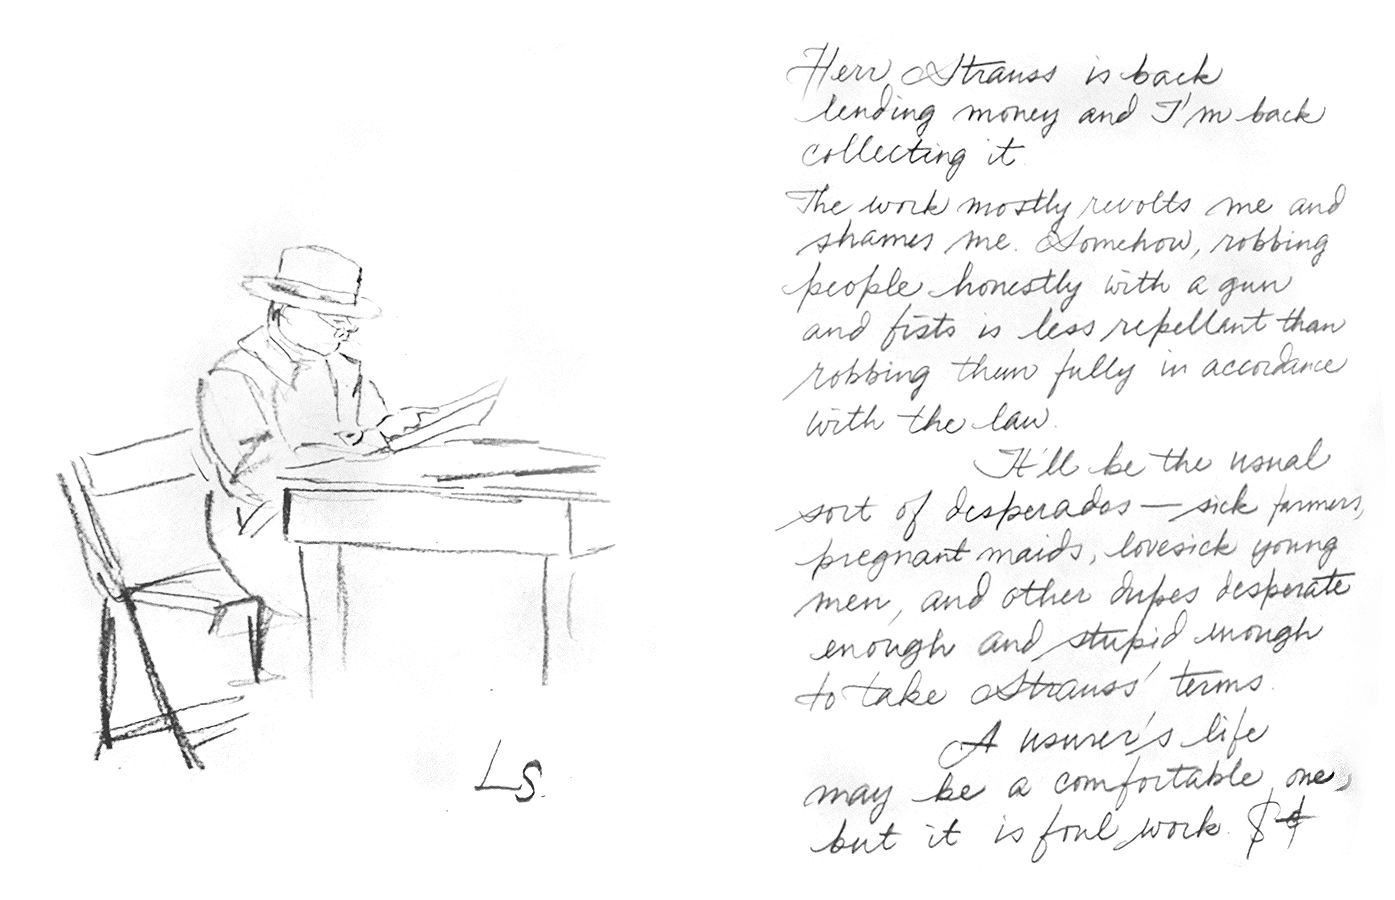 LS.
Herr Strauss is back
lending money and I'm back
collecting it.
The work mostly revolts me and
shames me. Somehow, robbing
people honestly with a gun
and fists is less repellant than
robbing them fully in accordance
with the law.
It'll be the usual
sort of desperados — sick farmers,
pregnant maids, lovesick young
men, and other dupes desperate
enough and stupid enough
to take Strauss' terms.
A usurer's life
may be a comfortable one,
but it is foul work. $¢